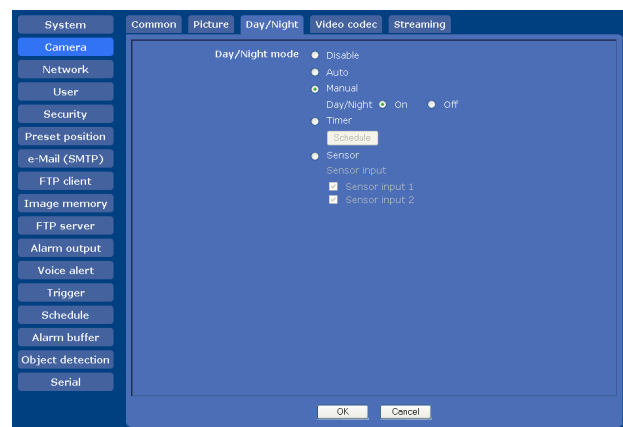 System
Camera
Network
User
Security
Preset position
e-Mail (SMTP)
FTP client
Image memory
FTP server
Alarm output
Voice alert
Trigger
Schedule
Alarm buffer
Object detection
Serial
Common Picture Day/Night Video codec Streaming
Day/Night mode Disable
Auto
Manual
Day/Night On Off
Timer
Schedule
Sensor
Sensor input
Sensor input 1
Sensor input 2
OK Cancel